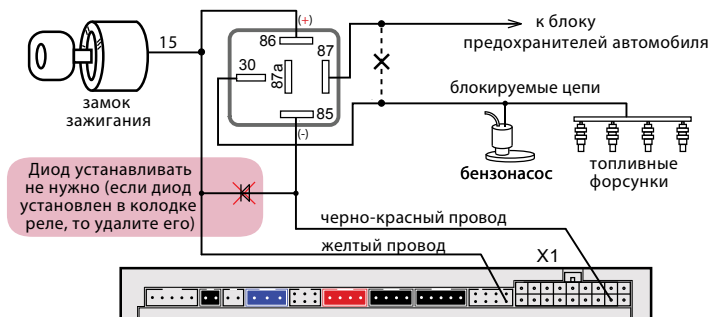 (+)
к блоку
предохранителей автомобиля
15
86
87
30
87a
85
(-)
замок
зажигания
блокируемые цепи
бензонасос
топливные
форсунки
Диод устанавливать
не нужно (если диод
установлен в колодке
реле, то удалите его)
черно-красный провод
желтый провод
X1